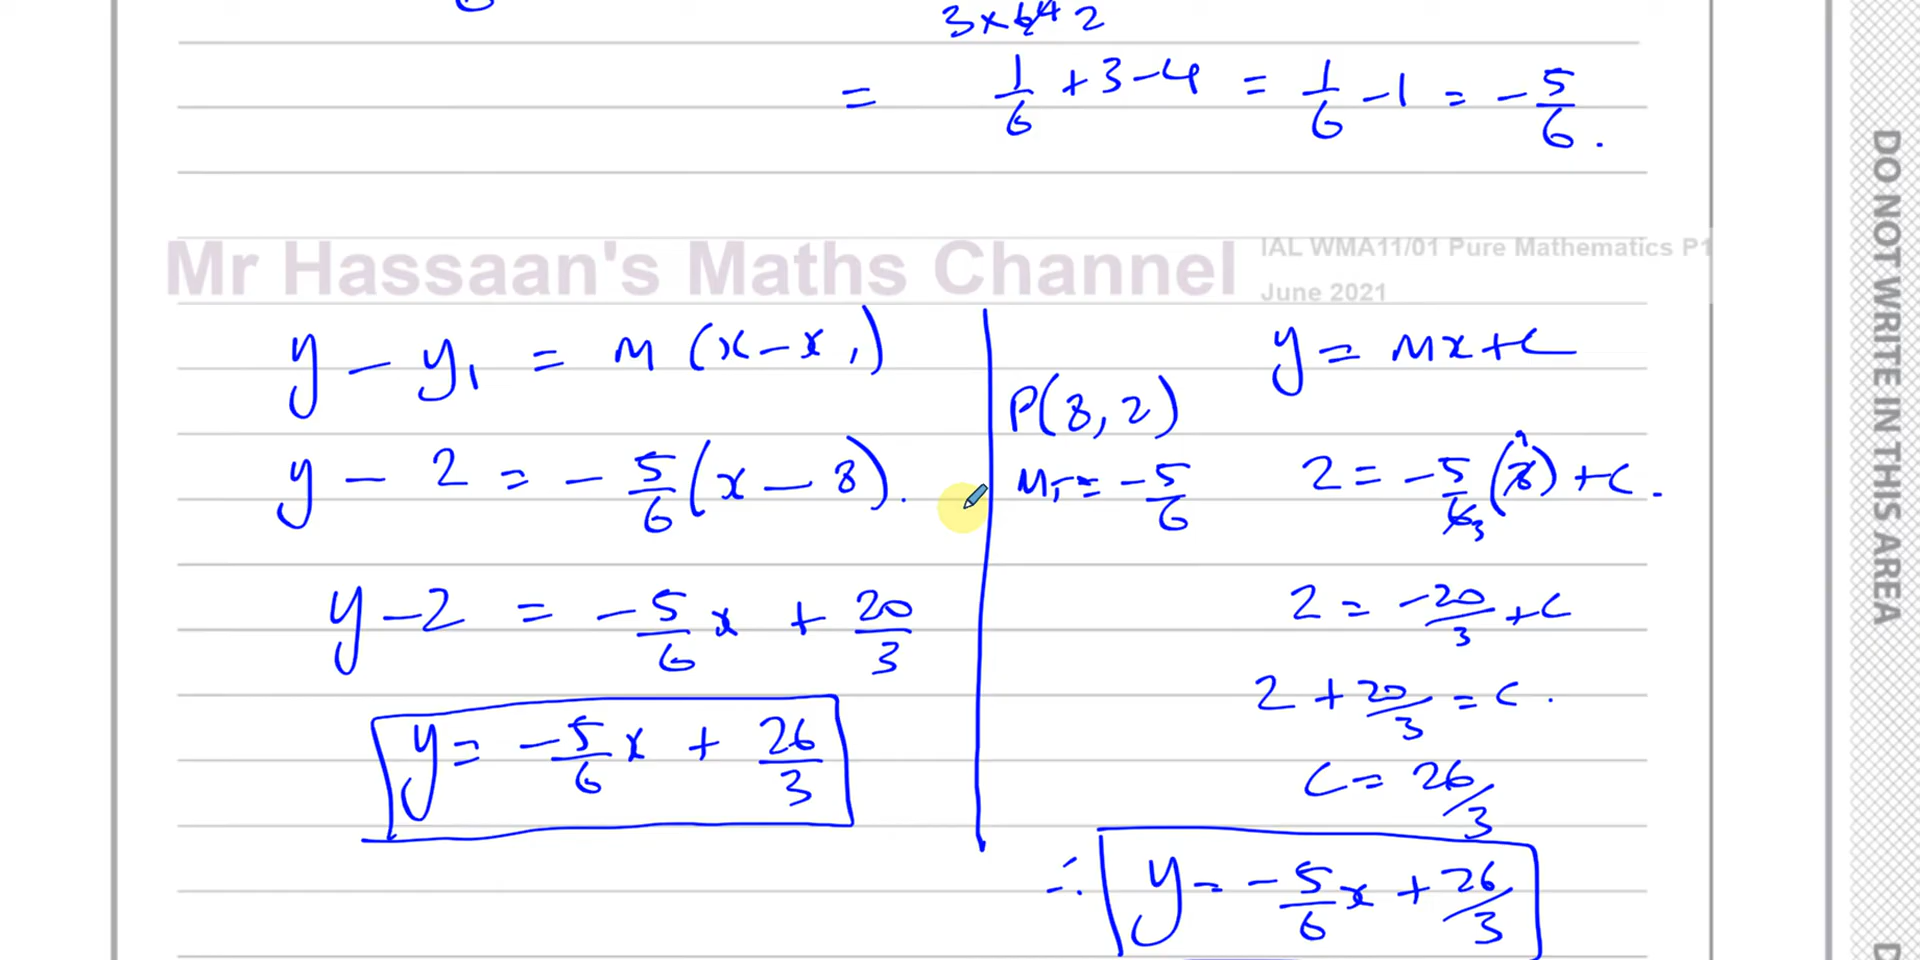 3 x 64 2
= 1/6 + 3 - 4 = 1/6 - 1 = - 5/6 .
Mr Hassaan's Maths Channel
IAL WMA11/01 Pure Mathematics P1
June 2021
y - y₁ = m (x - x₁)
y - 2 = - 5/6 (x - 8).
y - 2 = - 5/6 x + 20/3
y = - 5/6 x + 26/3
y = mx + c
P(8, 2)
M_T = - 5/6
2 = - 5/6 (8) + c.
3
2 = -20/3 + c
2 + 20/3 = c.
c = 26/3
∴ y = - 5/6 x + 26/3
DO NOT WRITE IN THIS AREA
D